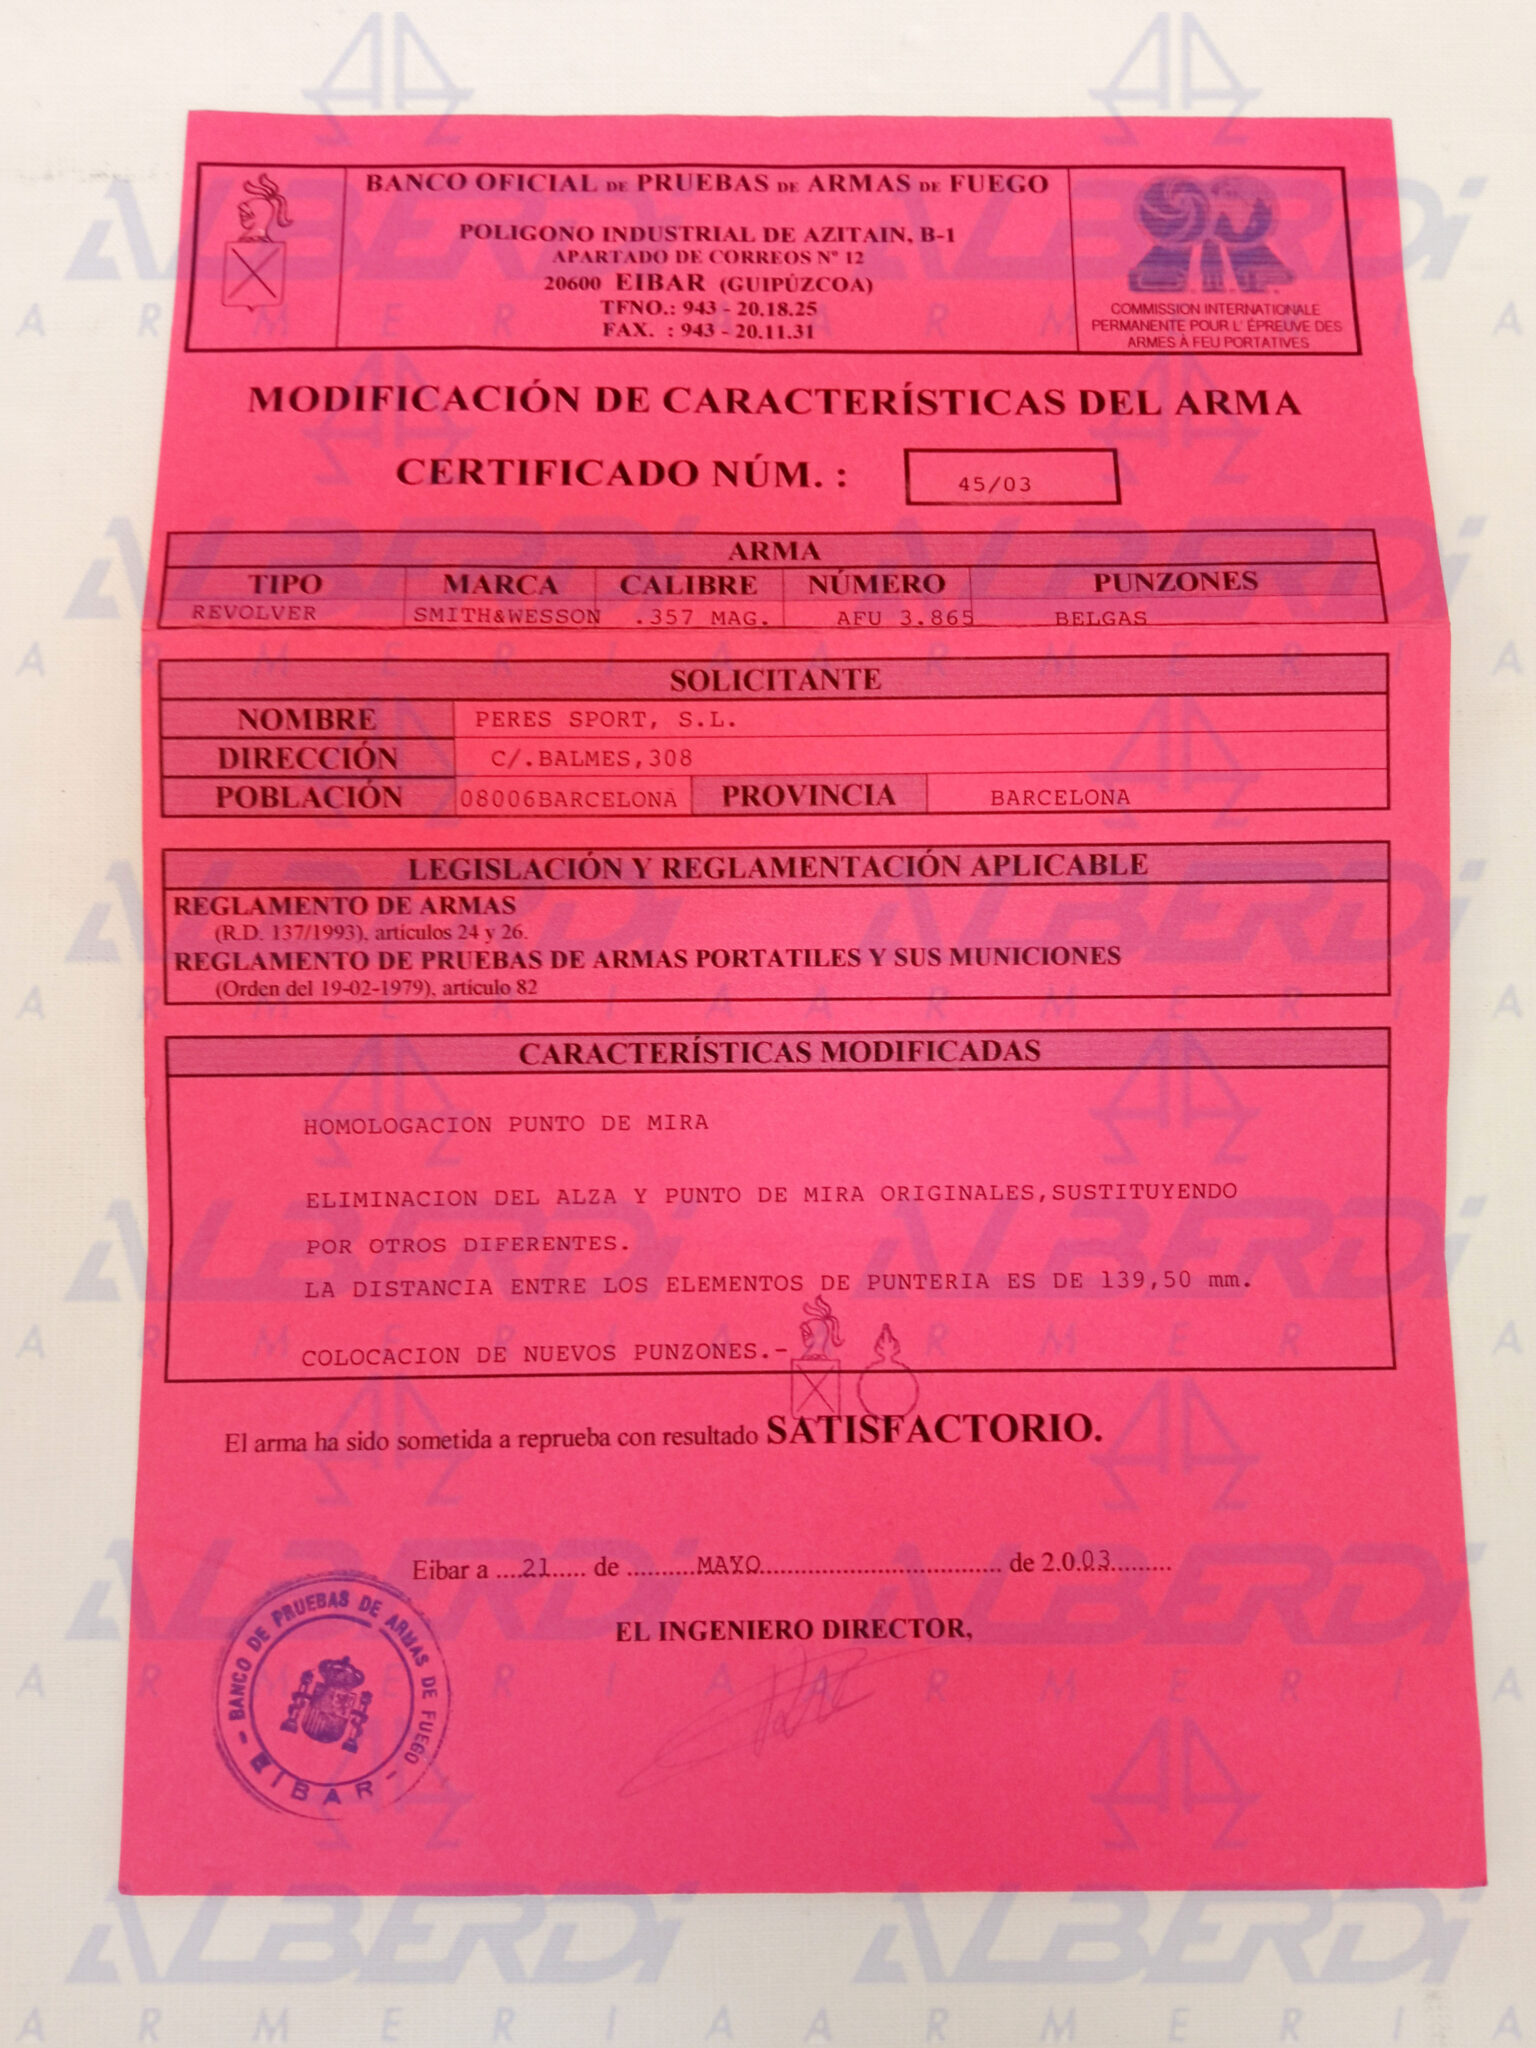 BANCO OFICIAL DE PRUEBAS DE ARMAS DE FUEGO
POLIGONO INDUSTRIAL DE AZITAIN, B-1
APARTADO DE CORREOS Nº 12
20600 EIBAR (GUIPÚZCOA)
TFNO.: 943 - 20.18.25
FAX. : 943 - 20.11.31
COMMISSION INTERNATIONALE
PERMANENTE POUR L' ÉPREUVE DES
ARMES À FEU PORTATIVES
MODIFICACIÓN DE CARACTERÍSTICAS DEL ARMA
CERTIFICADO NÚM. : 45/03
ARMA
TIPO MARCA CALIBRE NÚMERO PUNZONES
REVOLVER SMITH&WESSON .357 MAG. AFU 3.865 BELGAS
SOLICITANTE
NOMBRE PERES SPORT, S.L.
DIRECCIÓN C/.BALMES,308
POBLACIÓN 08006BARCELONA PROVINCIA BARCELONA
LEGISLACIÓN Y REGLAMENTACIÓN APLICABLE
REGLAMENTO DE ARMAS
(R.D. 137/1993), artículos 24 y 26.
REGLAMENTO DE PRUEBAS DE ARMAS PORTATILES Y SUS MUNICIONES
(Orden del 19-02-1979), artículo 82
CARACTERÍSTICAS MODIFICADAS
HOMOLOGACION PUNTO DE MIRA
ELIMINACION DEL ALZA Y PUNTO DE MIRA ORIGINALES,SUSTITUYENDO
POR OTROS DIFERENTES.
LA DISTANCIA ENTRE LOS ELEMENTOS DE PUNTERIA ES DE 139,50 mm.
COLOCACION DE NUEVOS PUNZONES.-
El arma ha sido sometida a reprueba con resultado SATISFACTORIO.
Eibar a ....21..... de .........MAYO.................................. de 2.0.03.........
EL INGENIERO DIRECTOR,
- BANCO DE PRUEBAS DE ARMAS DE FUEGO -
EIBAR
ALBERDI
ARMERIA